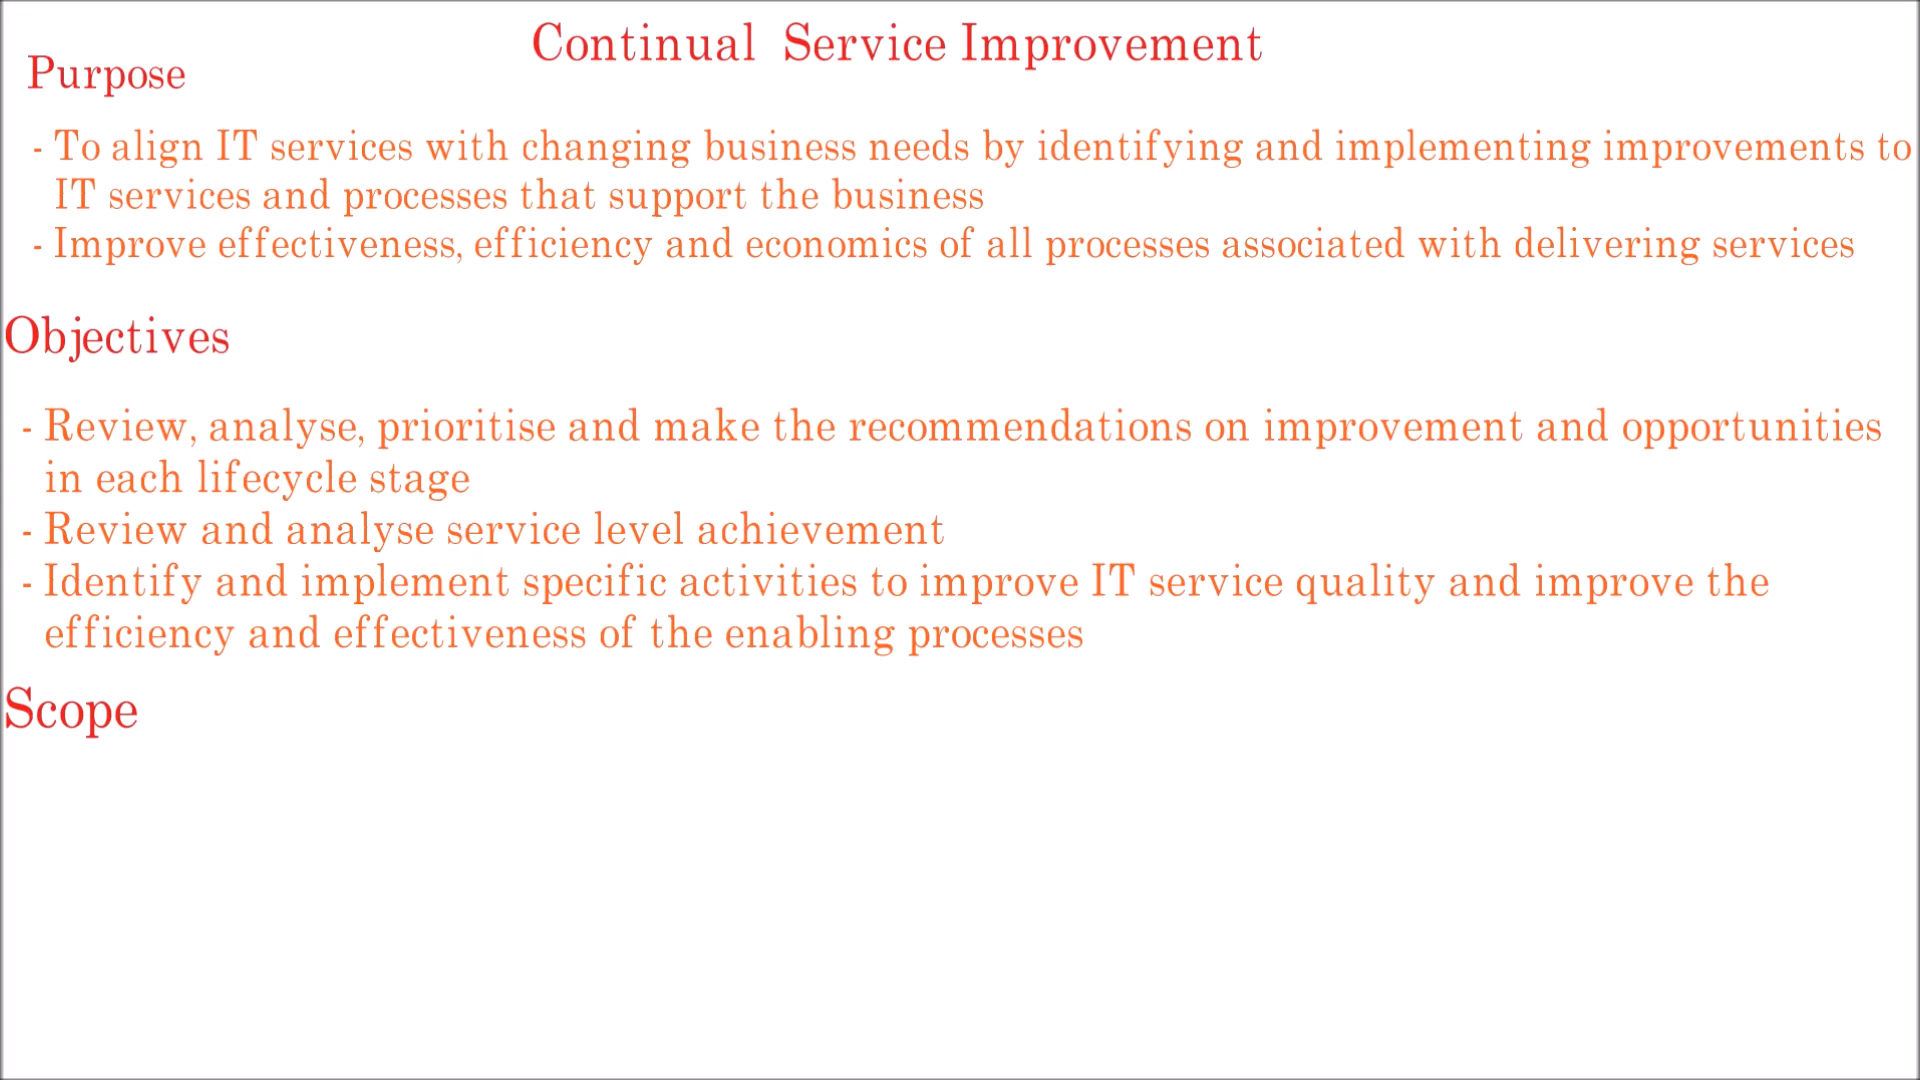 Continual Service Improvement
Purpose
- To align IT services with changing business needs by identifying and implementing improvements to
IT services and processes that support the business
- Improve effectiveness, efficiency and economics of all processes associated with delivering services
Objectives
- Review, analyse, prioritise and make the recommendations on improvement and opportunities
in each lifecycle stage
- Review and analyse service level achievement
- Identify and implement specific activities to improve IT service quality and improve the
efficiency and effectiveness of the enabling processes
Scope